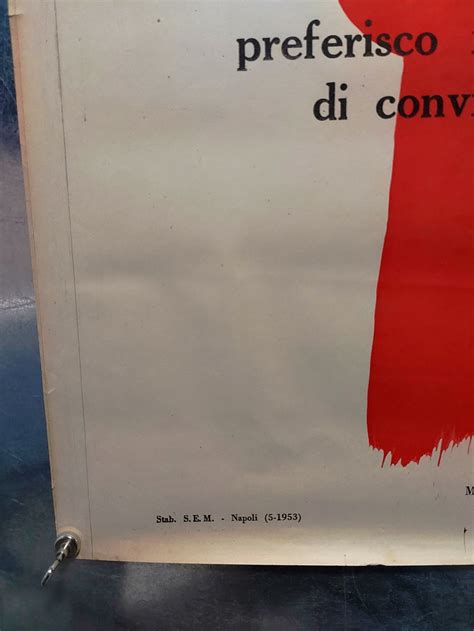 preferisco
di conv
M
Stab. S.E.M. - Napoli (5-1953)